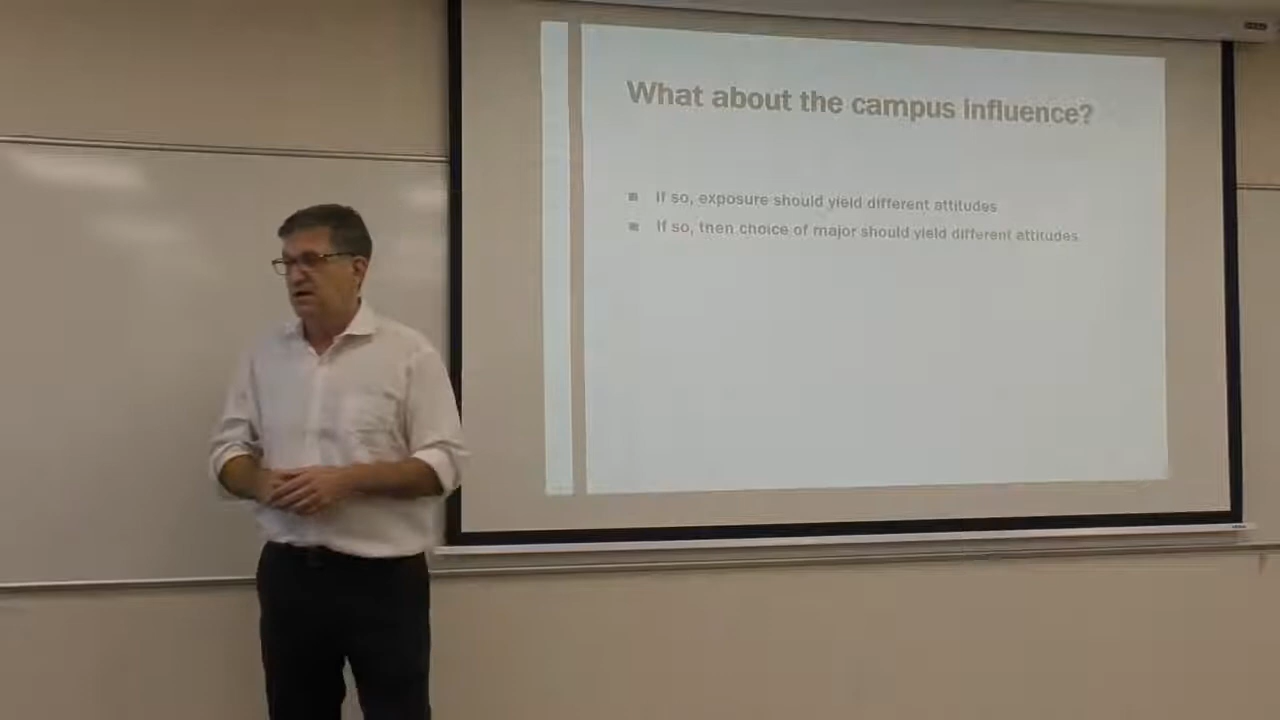 What about the campus influence?
If so, exposure should yield different attitudes
If so, then choice of major should yield different attitudes